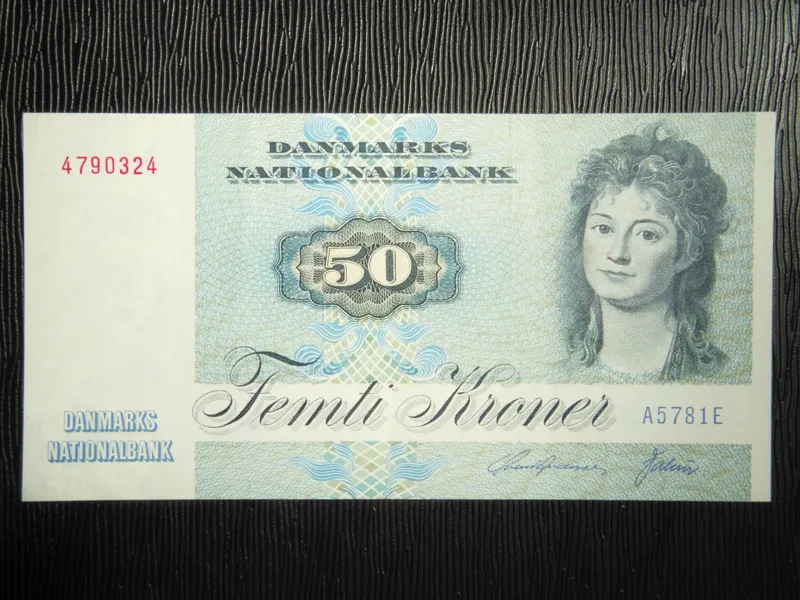 4790324
DANMARKS
NATIONALBANK
50
Femti Kroner
A5781E
DANMARKS
NATIONALBANK